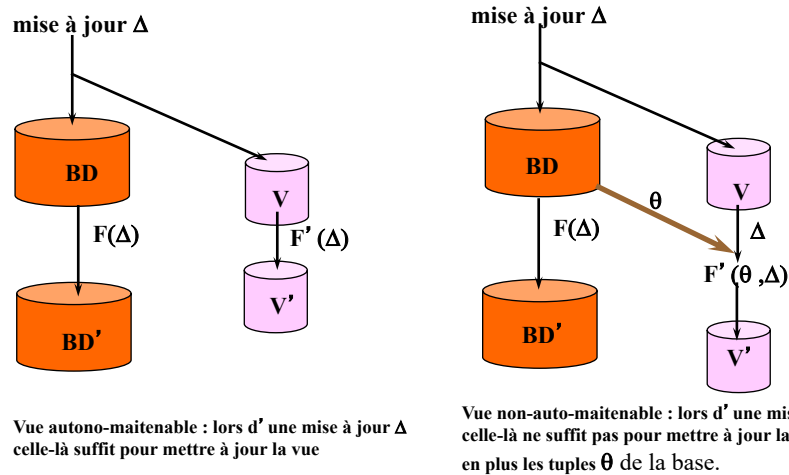 mise à jour Δ
BD
V
F(Δ)
F'(Δ)
BD'
V'
Vue autono-maitenable : lors d'une mise à jour Δ
celle-là suffit pour mettre à jour la vue
mise à jour Δ
BD
V
θ
F(Δ)
Δ
F'(θ ,Δ)
BD'
V'
Vue non-auto-maitenable : lors d'une mis
celle-là ne suffit pas pour mettre à jour la
en plus les tuples θ de la base.